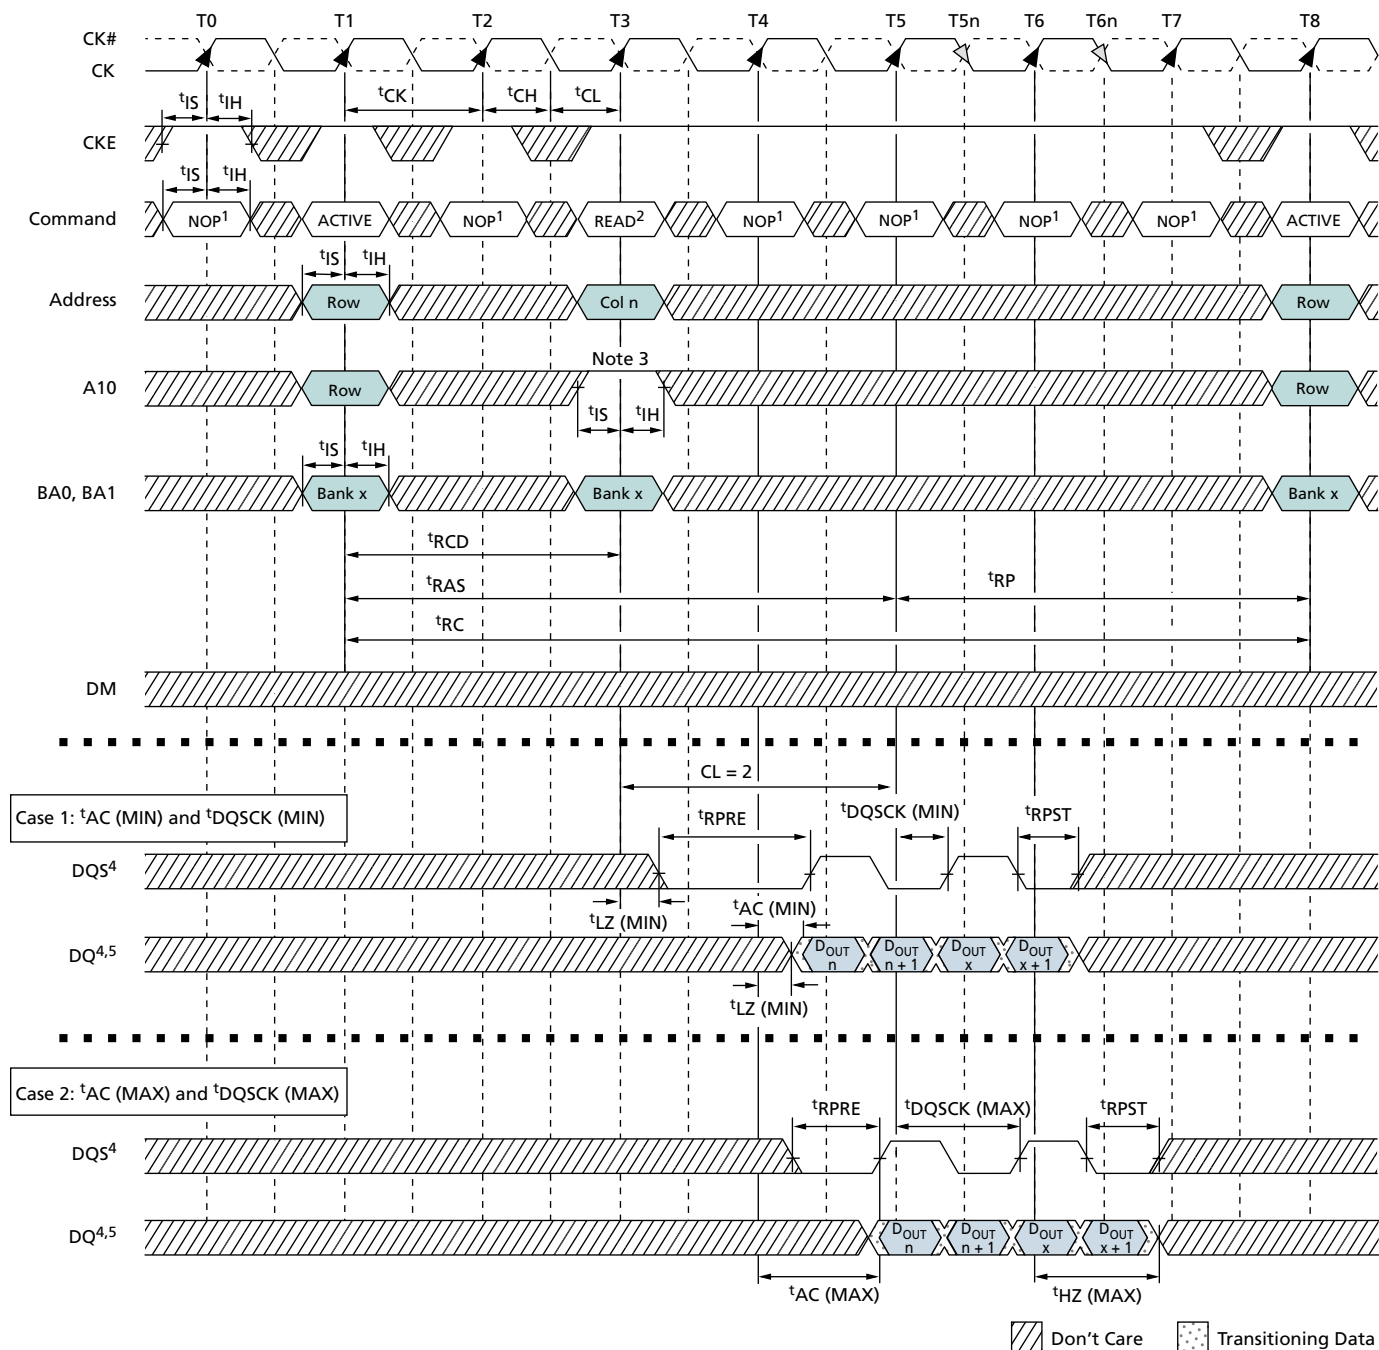 T0 T1 T2 T3 T4 T5 T5n T6 T6n T7 T8
CK#
CK
tIS tIH tCK tCH tCL
CKE
tIS tIH
Command NOP1 ACTIVE NOP1 READ2 NOP1 NOP1 NOP1 NOP1 ACTIVE
tIS tIH
Address Row Col n Row
Note 3
A10 Row Row
tIS tIH
tIS tIH
BA0, BA1 Bank x Bank x Bank x
tRCD
tRAS tRP
tRC
DM
CL = 2
Case 1: tAC (MIN) and tDQSCK (MIN)
tRPRE tDQSCK (MIN) tRPST
DQS4
tLZ (MIN) tAC (MIN)
DQ4,5 DOUT n DOUT n + 1 DOUT x DOUT x + 1
tLZ (MIN)
Case 2: tAC (MAX) and tDQSCK (MAX)
tRPRE tDQSCK (MAX) tRPST
DQS4
DQ4,5 DOUT n DOUT n + 1 DOUT x DOUT x + 1
tAC (MAX) tHZ (MAX)
Don't Care Transitioning Data